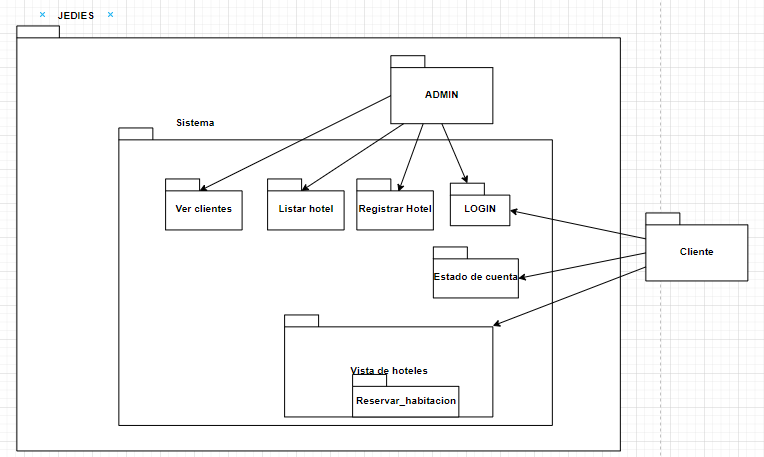 JEDIES
ADMIN
Sistema
Ver clientes
Listar hotel
Registrar Hotel
LOGIN
Cliente
Estado de cuenta
Vista de hoteles
Reservar_habitacion